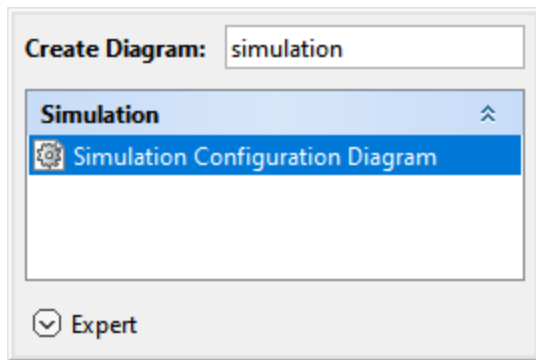 Create Diagram: simulation
Simulation
Simulation Configuration Diagram
Expert